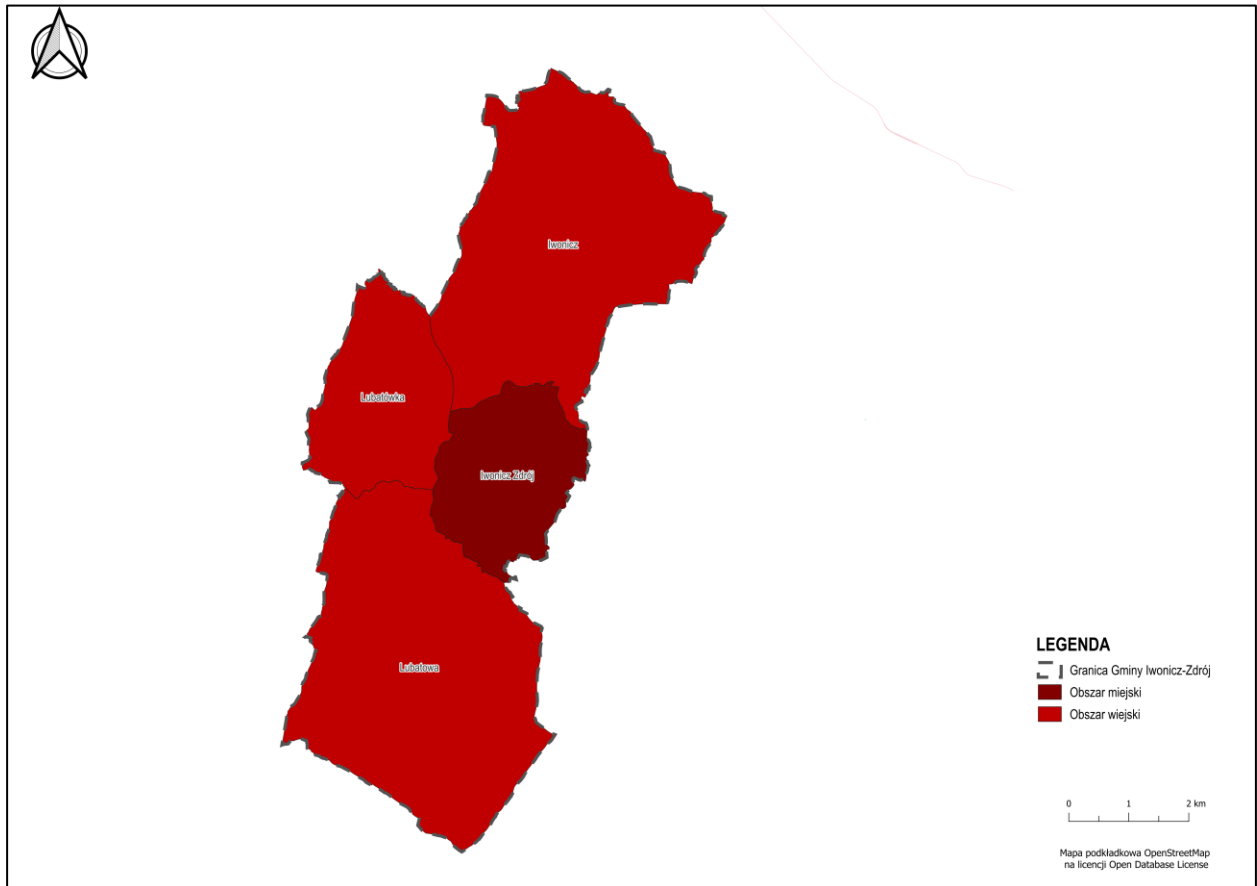 Iwonicz
Lubatówka
Iwonicz Zdrój
Lubatowa
LEGENDA
Granica Gminy Iwonicz-Zdrój
Obszar miejski
Obszar wiejski
0 1 2 km
Mapa podkładkowa OpenStreetMap
na licencji Open Database License